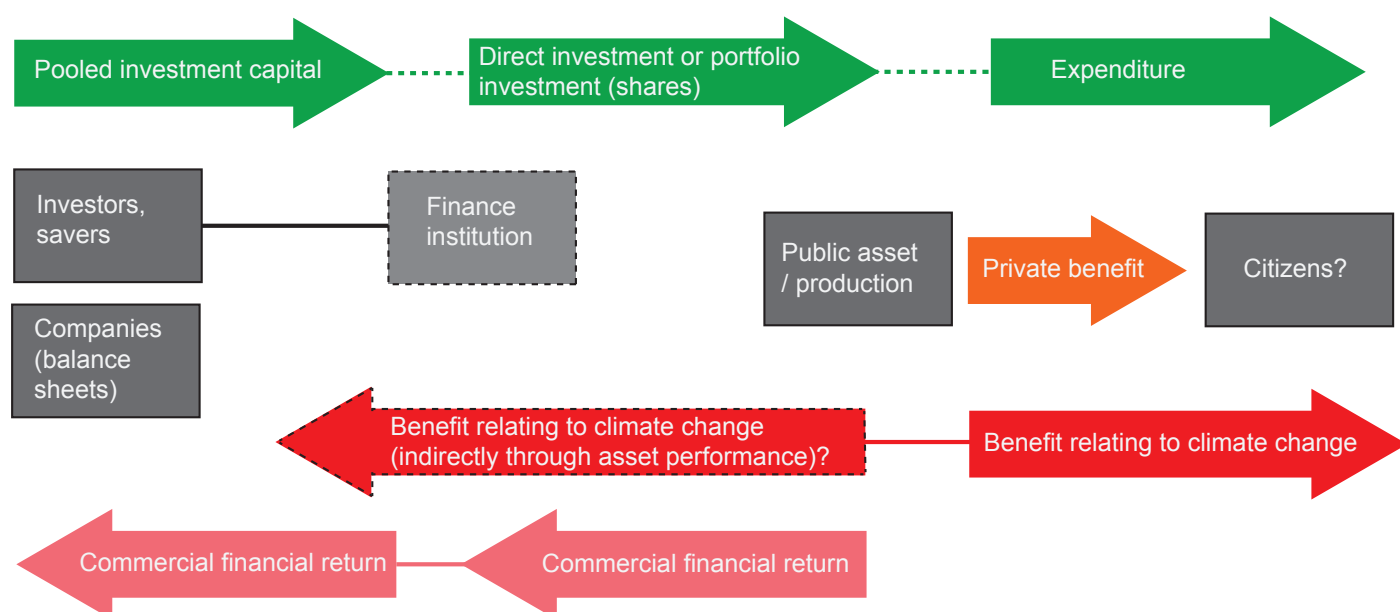 Pooled investment capital
Direct investment or portfolio
investment (shares)
Expenditure
Investors,
savers
Finance
institution
Public asset
/ production
Private benefit
Citizens?
Companies
(balance
sheets)
Benefit relating to climate change
(indirectly through asset performance)?
Benefit relating to climate change
Commercial financial return
Commercial financial return